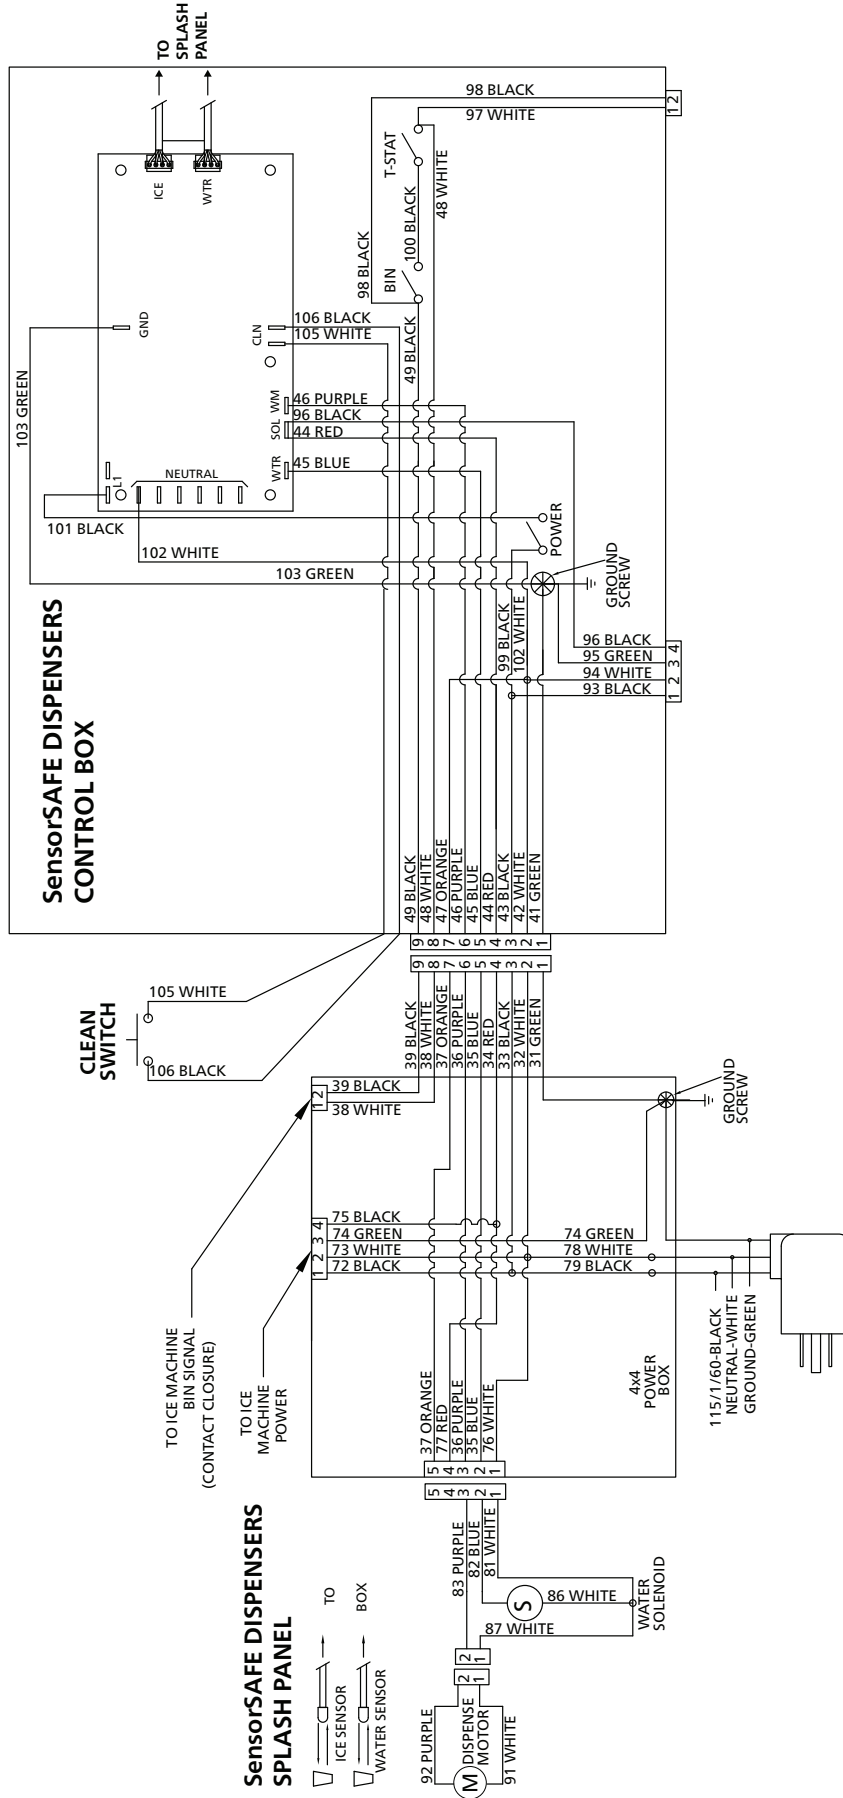 TO
SPLASH
PANEL
98 BLACK
97 WHITE
1 2
T-STAT
48 WHITE
100 BLACK
98 BLACK
BIN
49 BLACK
ICE
WTR
GND
CLN
106 BLACK
105 WHITE
103 GREEN
WM
SOL
WTR
46 PURPLE
96 BLACK
44 RED
45 BLUE
L1
NEUTRAL
101 BLACK
102 WHITE
103 GREEN
POWER
GROUND
SCREW
99 BLACK
102 WHITE
96 BLACK
95 GREEN
94 WHITE
93 BLACK
1 2 3 4
SensorSAFE DISPENSERS
CONTROL BOX
49 BLACK
48 WHITE
47 ORANGE
46 PURPLE
45 BLUE
44 RED
43 BLACK
42 WHITE
41 GREEN
9 8 7 6 5 4 3 2 1
9 8 7 6 5 4 3 2 1
39 BLACK
38 WHITE
37 ORANGE
36 PURPLE
35 BLUE
34 RED
33 BLACK
32 WHITE
31 GREEN
CLEAN
SWITCH
105 WHITE
106 BLACK
1 2
39 BLACK
38 WHITE
GROUND
SCREW
1 2 3 4
75 BLACK
74 GREEN
73 WHITE
72 BLACK
74 GREEN
78 WHITE
79 BLACK
TO ICE MACHINE
BIN SIGNAL
(CONTACT CLOSURE)
TO ICE
MACHINE
POWER
4x4
POWER
BOX
115/1/60-BLACK
NEUTRAL-WHITE
GROUND-GREEN
37 ORANGE
77 RED
36 PURPLE
35 BLUE
76 WHITE
5 4 3 2 1
5 4 3 2 1
83 PURPLE
82 BLUE
81 WHITE
SensorSAFE DISPENSERS
SPLASH PANEL
TO
BOX
ICE SENSOR
WATER SENSOR
S
86 WHITE
87 WHITE
WATER
SOLENOID
2 1
2 1
92 PURPLE
M
DISPENSE
MOTOR
91 WHITE